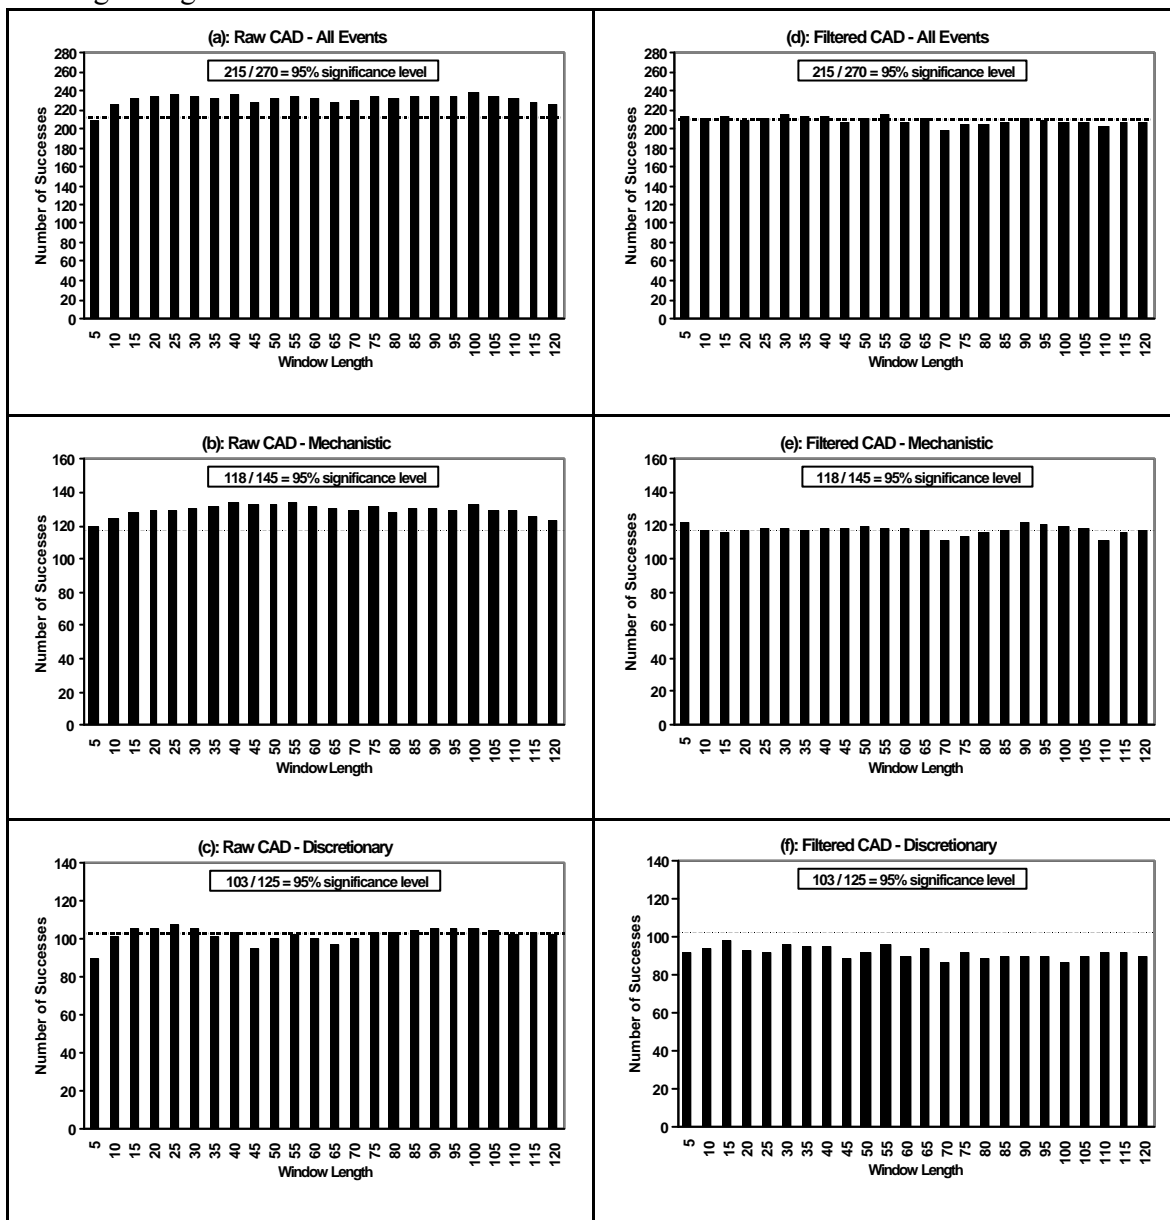 (a): Raw CAD - All Events
215 / 270 = 95% significance level
Number of Successes
280
260
240
220
200
180
160
140
120
100
80
60
40
20
0
5 10 15 20 25 30 35 40 45 50 55 60 65 70 75 80 85 90 95 100 105 110 115 120
Window Length
(d): Filtered CAD - All Events
215 / 270 = 95% significance level
Number of Successes
280
260
240
220
200
180
160
140
120
100
80
60
40
20
0
5 10 15 20 25 30 35 40 45 50 55 60 65 70 75 80 85 90 95 100 105 110 115 120
Window Length
(b): Raw CAD - Mechanistic
118 / 145 = 95% significance level
Number of Successes
160
140
120
100
80
60
40
20
0
5 10 15 20 25 30 35 40 45 50 55 60 65 70 75 80 85 90 95 100 105 110 115 120
Window Length
(e): Filtered CAD - Mechanistic
118 / 145 = 95% significance level
Number of Successes
160
140
120
100
80
60
40
20
0
5 10 15 20 25 30 35 40 45 50 55 60 65 70 75 80 85 90 95 100 105 110 115 120
Window Length
(c): Raw CAD - Discretionary
103 / 125 = 95% significance level
Number of Successes
140
120
100
80
60
40
20
0
5 10 15 20 25 30 35 40 45 50 55 60 65 70 75 80 85 90 95 100 105 110 115 120
Window Length
(f): Filtered CAD - Discretionary
103 / 125 = 95% significance level
Number of Successes
140
120
100
80
60
40
20
0
5 10 15 20 25 30 35 40 45 50 55 60 65 70 75 80 85 90 95 100 105 110 115 120
Window Length